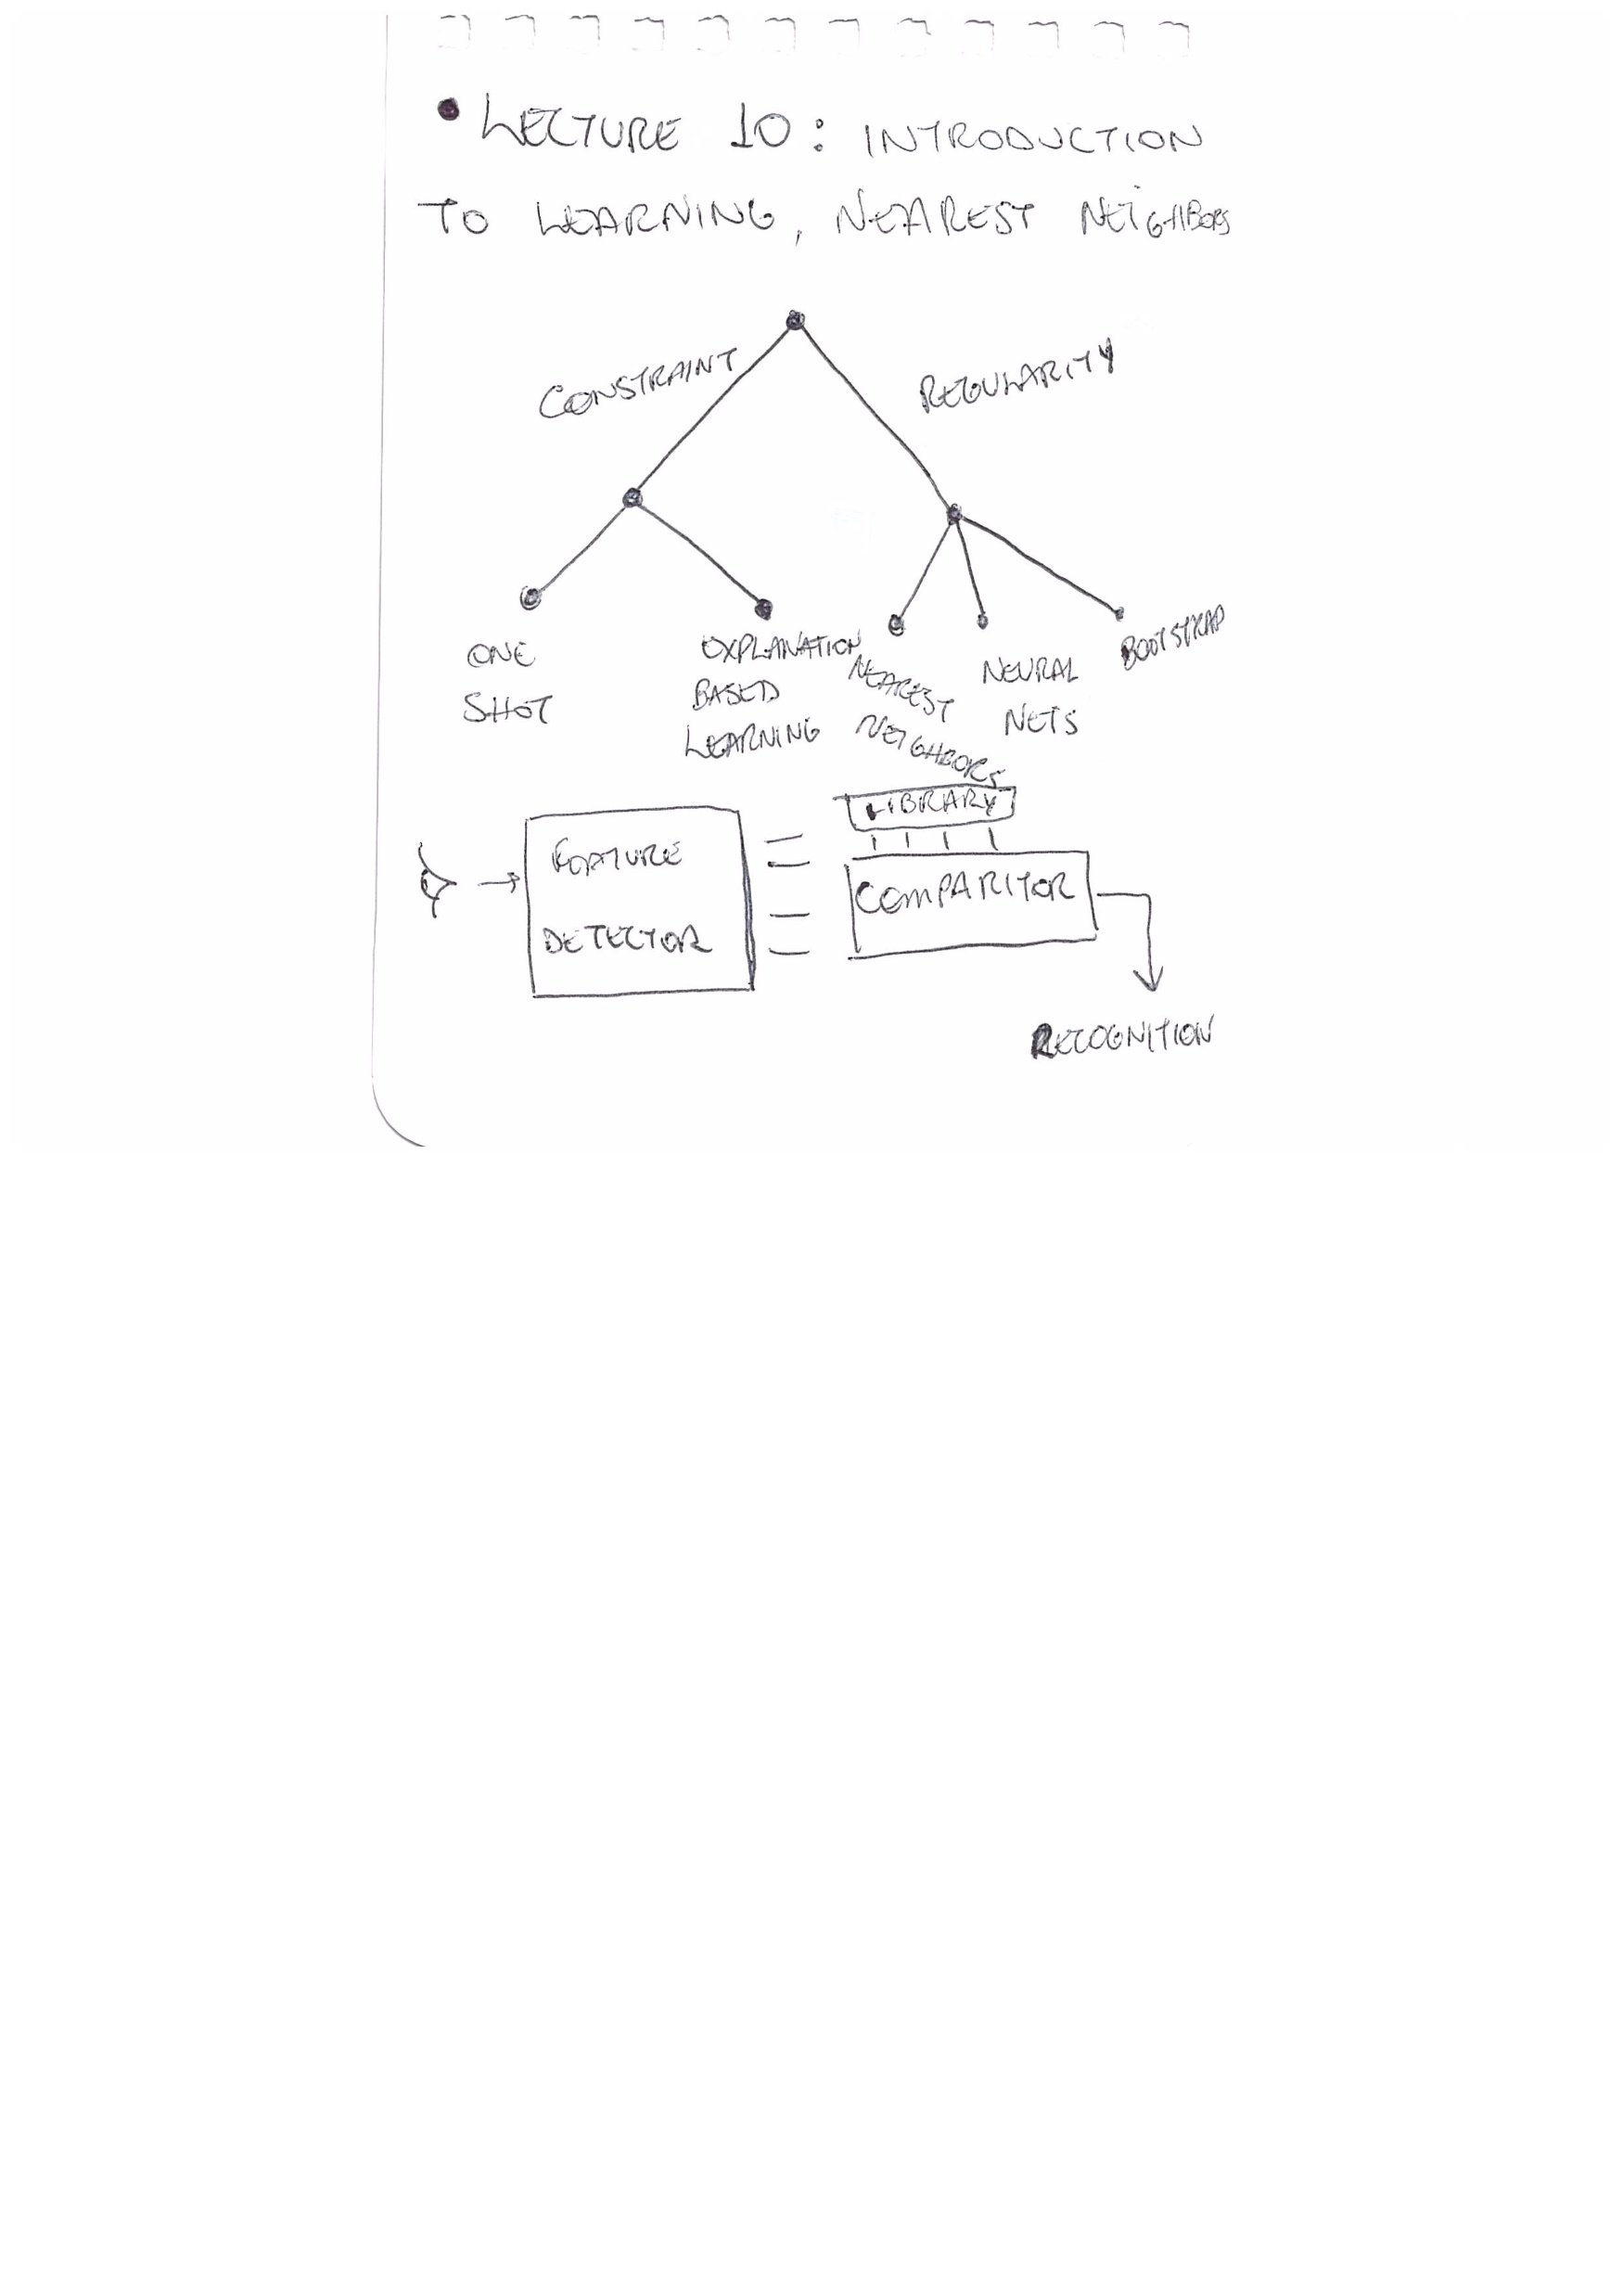 • LECTURE 10: INTRODUCTION
TO LEARNING, NEAREST NEIGHBORS
CONSTRAINT
REGULARITY
ONE
SHOT
EXPLANATION
BASED
LEARNING
NEAREST
NEIGHBORS
NEURAL
NETS
BOOTSTRAP
LIBRARY
FEATURE
DETECTOR
COMPARITOR
RECOGNITION